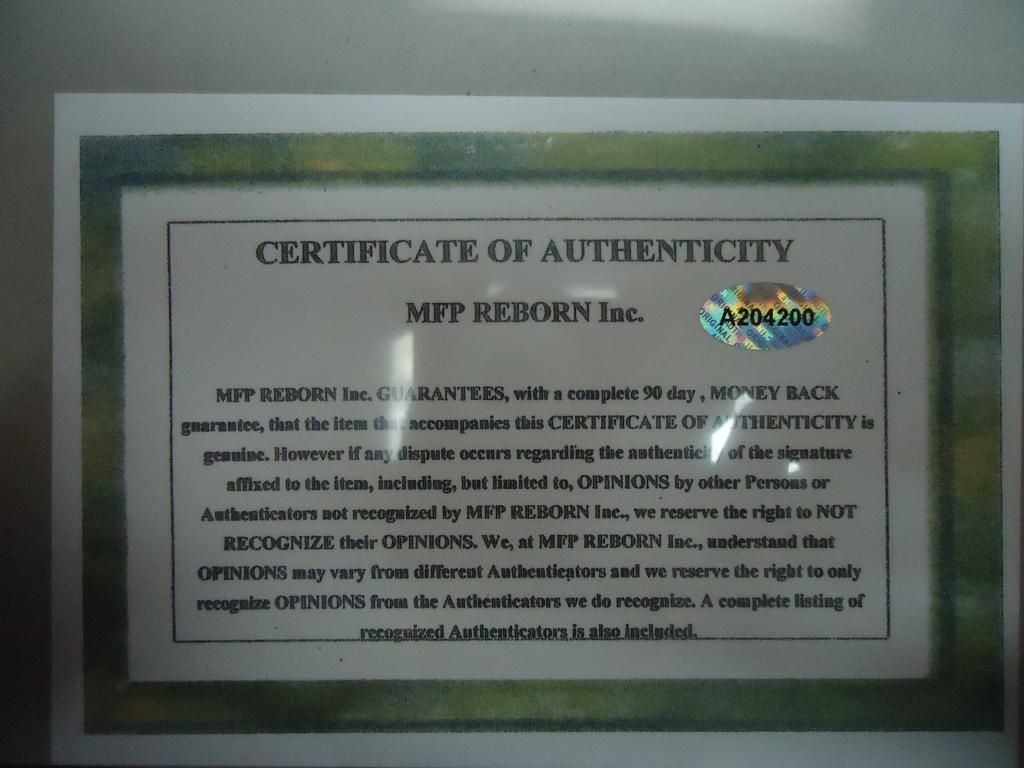 CERTIFICATE OF AUTHENTICITY
MFP REBORN Inc.
A204200
MFP REBORN Inc. GUARANTEES, with a complete 90 day , MONEY BACK
guarantee, that the item that accompanies this CERTIFICATE OF AUTHENTICITY is
genuine. However if any dispute occurs regarding the authenticity of the signature
affixed to the item, including, but limited to, OPINIONS by other Persons or
Authenticators not recognized by MFP REBORN Inc., we reserve the right to NOT
RECOGNIZE their OPINIONS. We, at MFP REBORN Inc., understand that
OPINIONS may vary from different Authenticators and we reserve the right to only
recognize OPINIONS from the Authenticators we do recognize. A complete listing of
recognized Authenticators is also included.